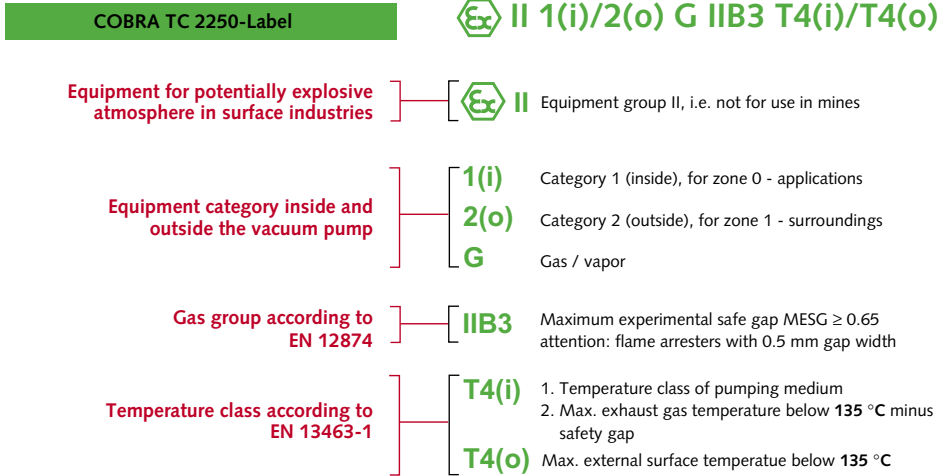 COBRA TC 2250-Label
Ex II 1(i)/2(o) G IIB3 T4(i)/T4(o)
Equipment for potentially explosive
atmosphere in surface industries
Ex II Equipment group II, i.e. not for use in mines
Equipment category inside and
outside the vacuum pump
1(i) Category 1 (inside), for zone 0 - applications
2(o) Category 2 (outside), for zone 1 - surroundings
G Gas / vapor
Gas group according to
EN 12874
IIB3 Maximum experimental safe gap MESG ≥ 0.65
attention: flame arresters with 0.5 mm gap width
Temperature class according to
EN 13463-1
T4(i) 1. Temperature class of pumping medium
2. Max. exhaust gas temperature below 135 °C minus
safety gap
T4(o) Max. external surface temperatue below 135 °C